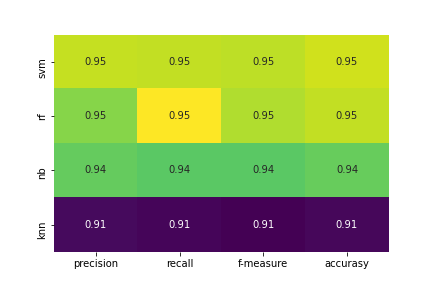 svm 0.95 0.95 0.95 0.95
rf 0.95 0.95 0.95 0.95
nb 0.94 0.94 0.94 0.94
knn 0.91 0.91 0.91 0.91
precision recall f-measure accurasy